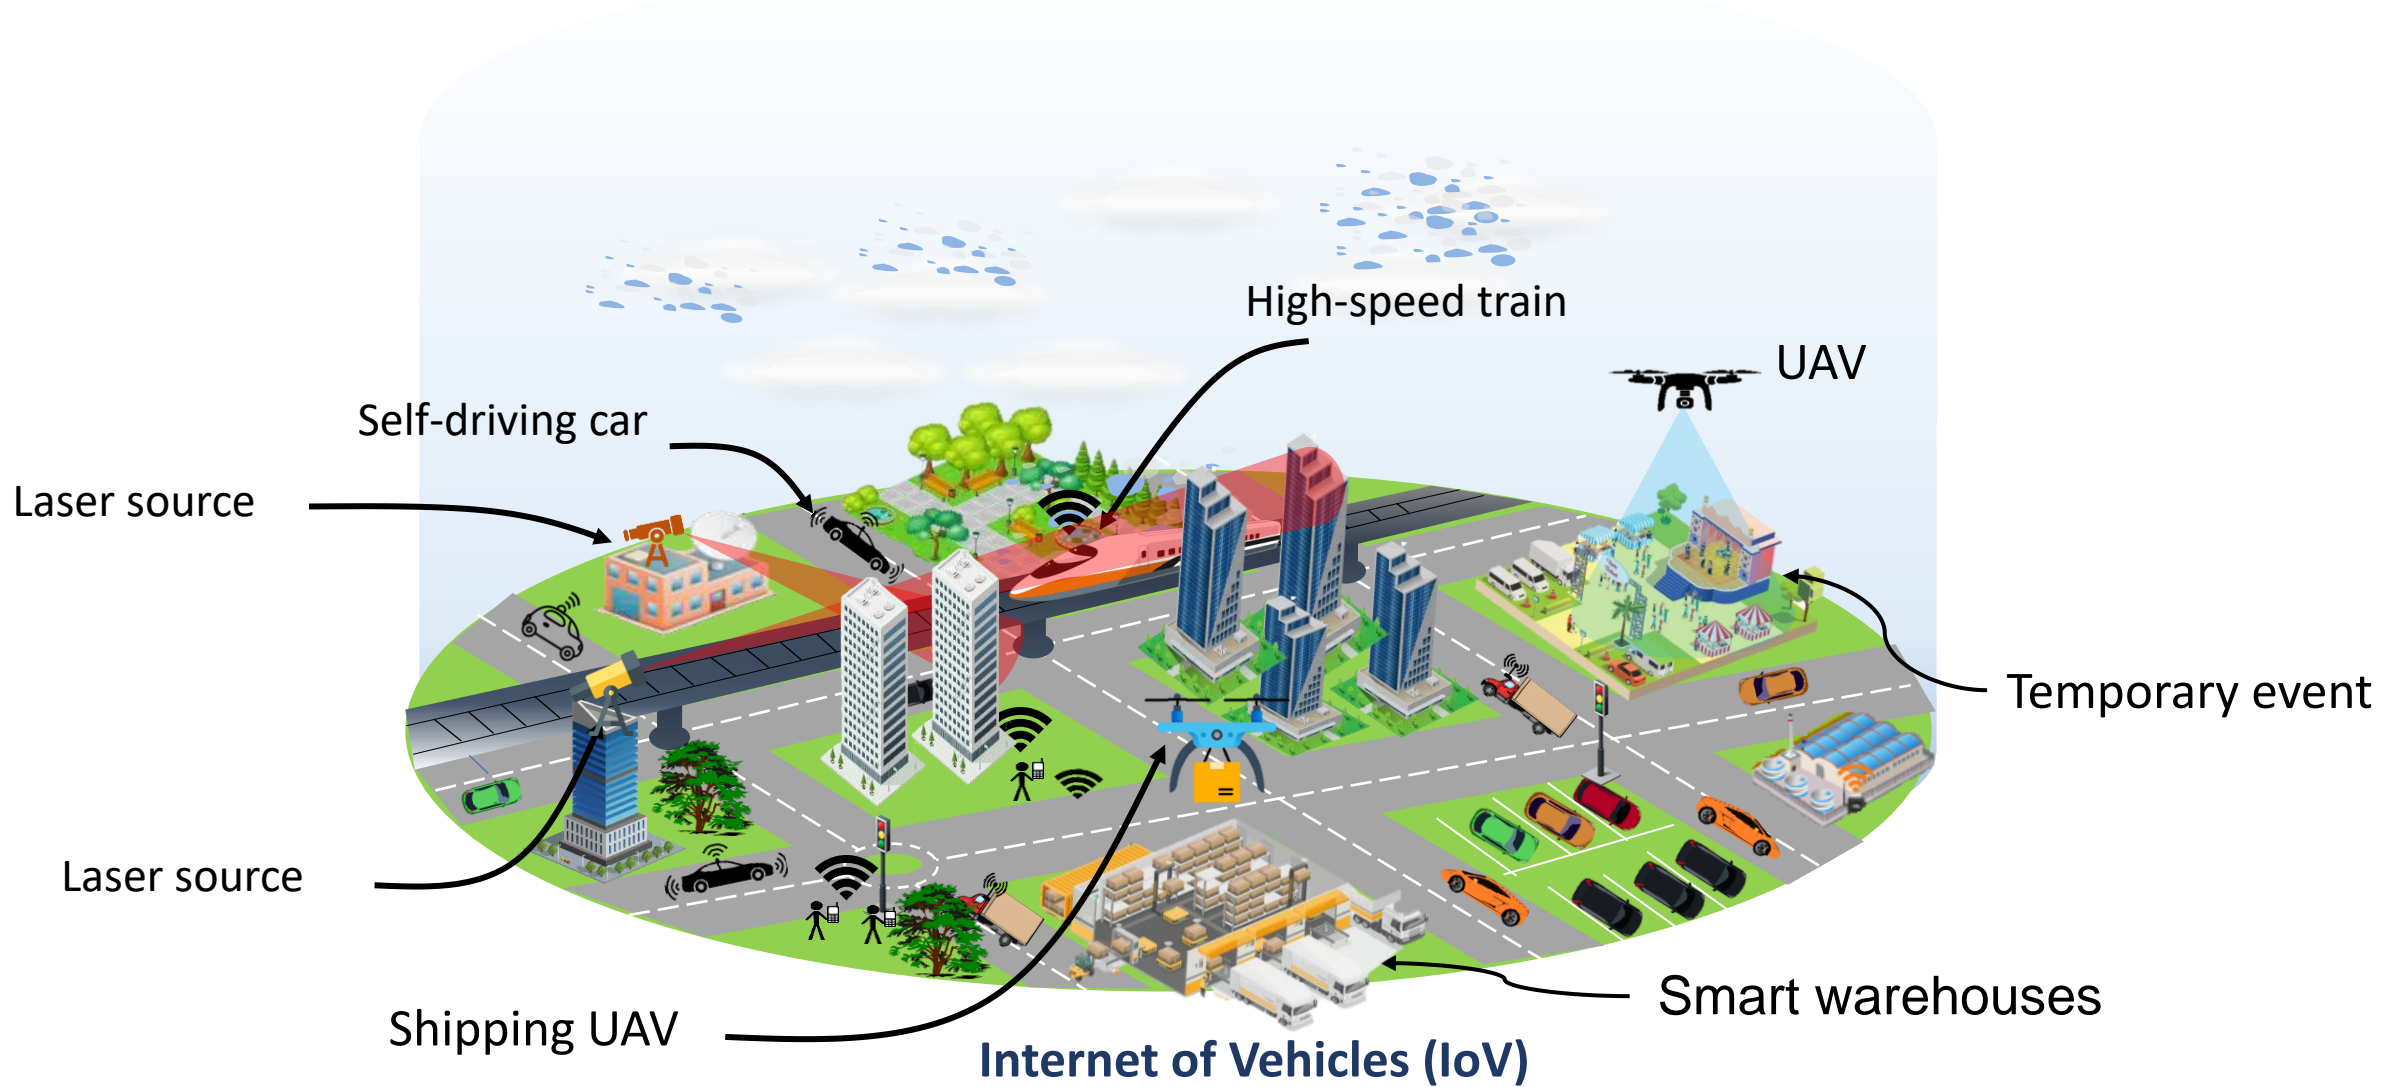 High-speed train
UAV
Self-driving car
Laser source
Temporary event
Laser source
Smart warehouses
Shipping UAV
Internet of Vehicles (IoV)